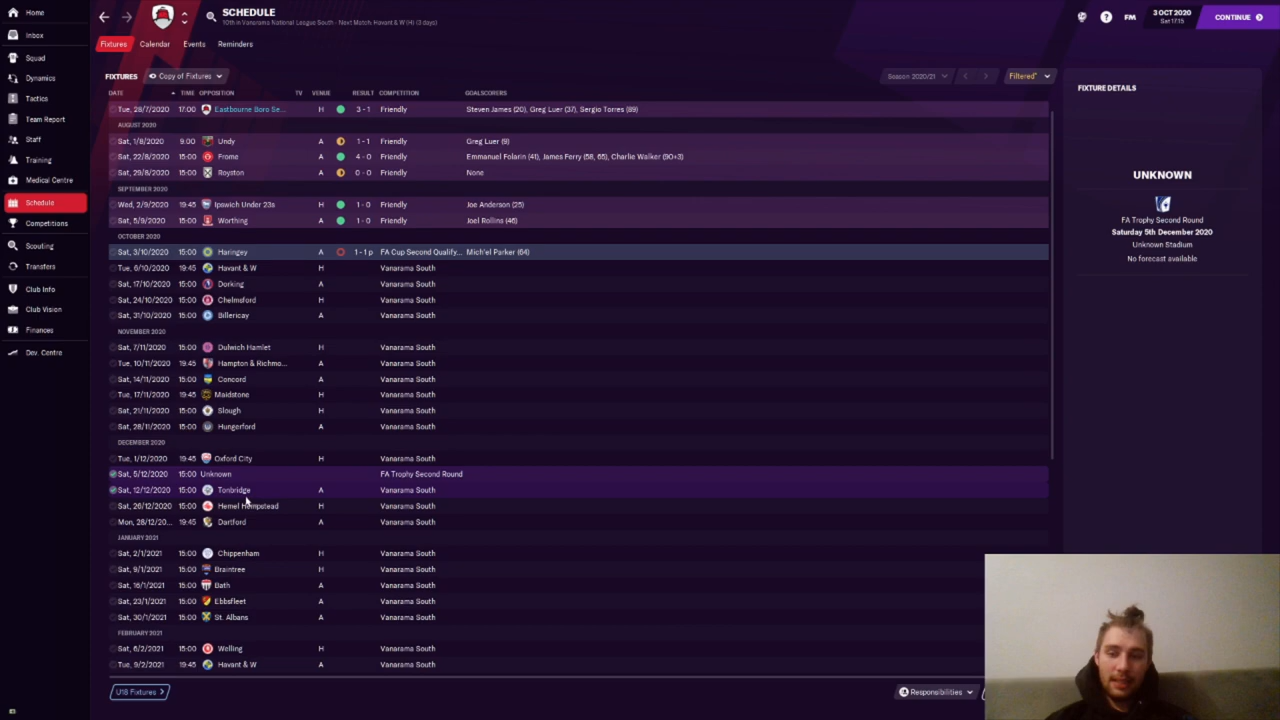 Home
Inbox
Squad
Dynamics
Tactics
Team Report
Staff
Training
Medical Centre
Schedule
Competitions
Scouting
Transfers
Club Info
Club Vision
Finances
Dev. Centre
SCHEDULE
10th in Vanarama National League South - Next Match, Havant & W (H) (3 days)
? FM 3 OCT 2020 Sat 17:15 CONTINUE
Fixtures Calendar Events Reminders
FIXTURES Copy of Fixtures Season 2020/21 Filtered*
DATE TIME OPPOSITION TV VENUE RESULT COMPETITION GOALSCORERS
Tue, 28/7/2020 17:00 Eastbourne Boro Se... H 3 - 1 Friendly Steven James (20), Greg Luer (37), Sergio Torres (89)
AUGUST 2020
Sat, 1/8/2020 9:00 Undy A 1 - 1 Friendly Greg Luer (9)
Sat, 22/8/2020 15:00 Frome A 4 - 0 Friendly Emmanuel Folarin (41), James Ferry (58, 65), Charlie Walker (90+3)
Sat, 29/8/2020 15:00 Royston A 0 - 0 Friendly None
SEPTEMBER 2020
Wed, 2/9/2020 19:45 Ipswich Under 23s H 1 - 0 Friendly Joe Anderson (25)
Sat, 5/9/2020 15:00 Worthing A 1 - 0 Friendly Joel Rollins (46)
OCTOBER 2020
Sat, 3/10/2020 15:00 Haringey A 1 - 1 p FA Cup Second Qualify... Mich'el Parker (64)
Tue, 6/10/2020 19:45 Havant & W H Vanarama South
Sat, 17/10/2020 15:00 Dorking A Vanarama South
Sat, 24/10/2020 15:00 Chelmsford H Vanarama South
Sat, 31/10/2020 15:00 Billericay A Vanarama South
NOVEMBER 2020
Sat, 7/11/2020 15:00 Dulwich Hamlet H Vanarama South
Tue, 10/11/2020 19:45 Hampton & Richmo... A Vanarama South
Sat, 14/11/2020 15:00 Concord A Vanarama South
Tue, 17/11/2020 19:45 Maidstone H Vanarama South
Sat, 21/11/2020 15:00 Slough H Vanarama South
Sat, 28/11/2020 15:00 Hungerford A Vanarama South
DECEMBER 2020
Tue, 1/12/2020 19:45 Oxford City H Vanarama South
Sat, 5/12/2020 15:00 Unknown FA Trophy Second Round
Sat, 12/12/2020 15:00 Tonbridge A Vanarama South
Sat, 26/12/2020 15:00 Hemel Hempstead H Vanarama South
Mon, 28/12/20... 19:45 Dartford A Vanarama South
JANUARY 2021
Sat, 2/1/2021 15:00 Chippenham H Vanarama South
Sat, 9/1/2021 15:00 Braintree H Vanarama South
Sat, 16/1/2021 15:00 Bath A Vanarama South
Sat, 23/1/2021 15:00 Ebbsfleet A Vanarama South
Sat, 30/1/2021 15:00 St. Albans A Vanarama South
FEBRUARY 2021
Sat, 6/2/2021 15:00 Welling H Vanarama South
Tue, 9/2/2021 19:45 Havant & W A Vanarama South
U18 Fixtures Responsibilities
FIXTURE DETAILS
UNKNOWN
FA Trophy Second Round
Saturday 5th December 2020
Unknown Stadium
No forecast available